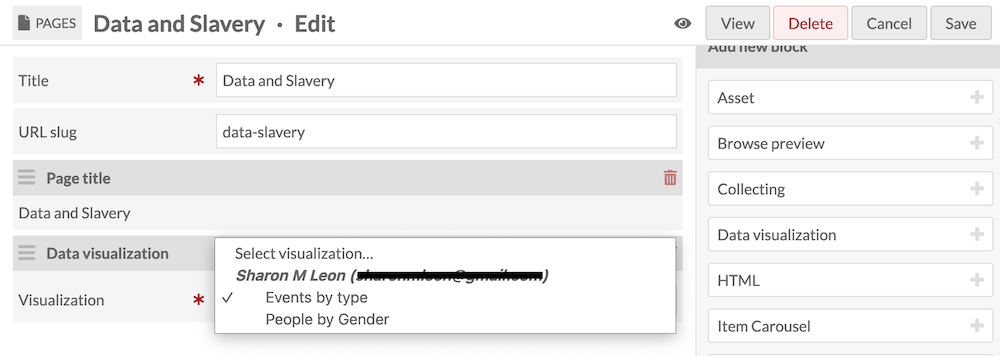 PAGES Data and Slavery · Edit View Delete Cancel Save
Title * Data and Slavery
URL slug data-slavery
Page title
Data and Slavery
Data visualization
Select visualization...
Sharon M Leon (
)
Visualization * ✓ Events by type
People by Gender
Add new block
Asset +
Browse preview +
Collecting +
Data visualization +
HTML +
Item Carousel +